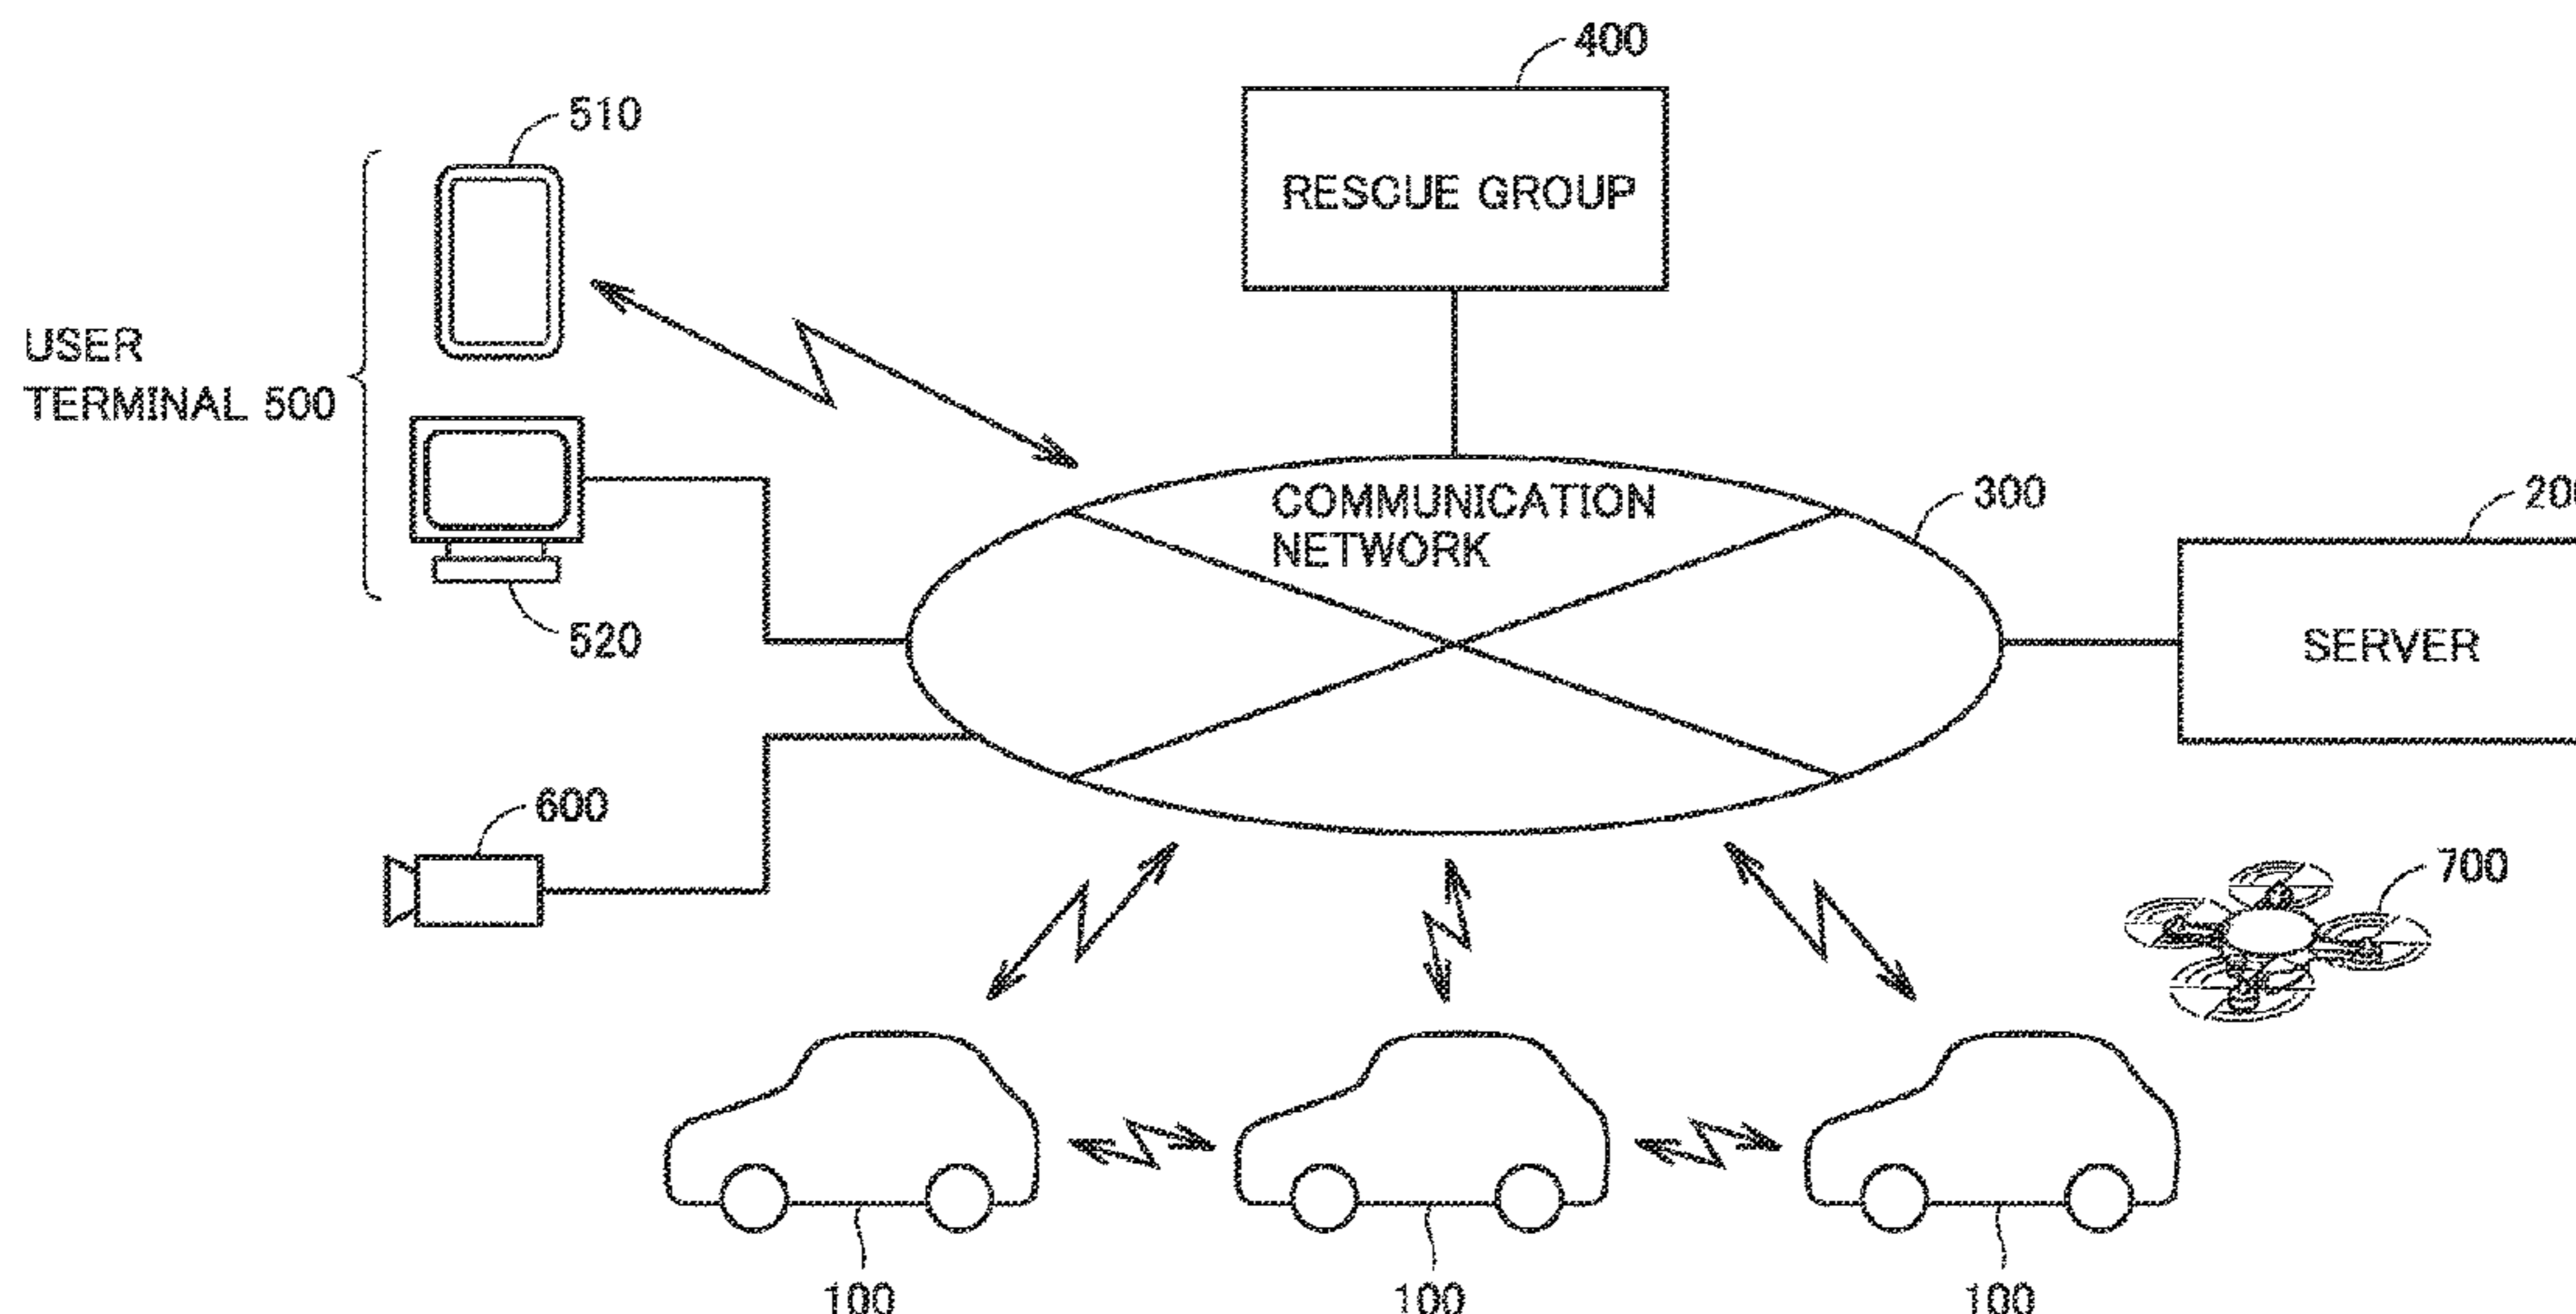 400
510
RESCUE GROUP
USER
TERMINAL 500
COMMUNICATION
NETWORK
300
520
SERVER
600
700
100
100
100